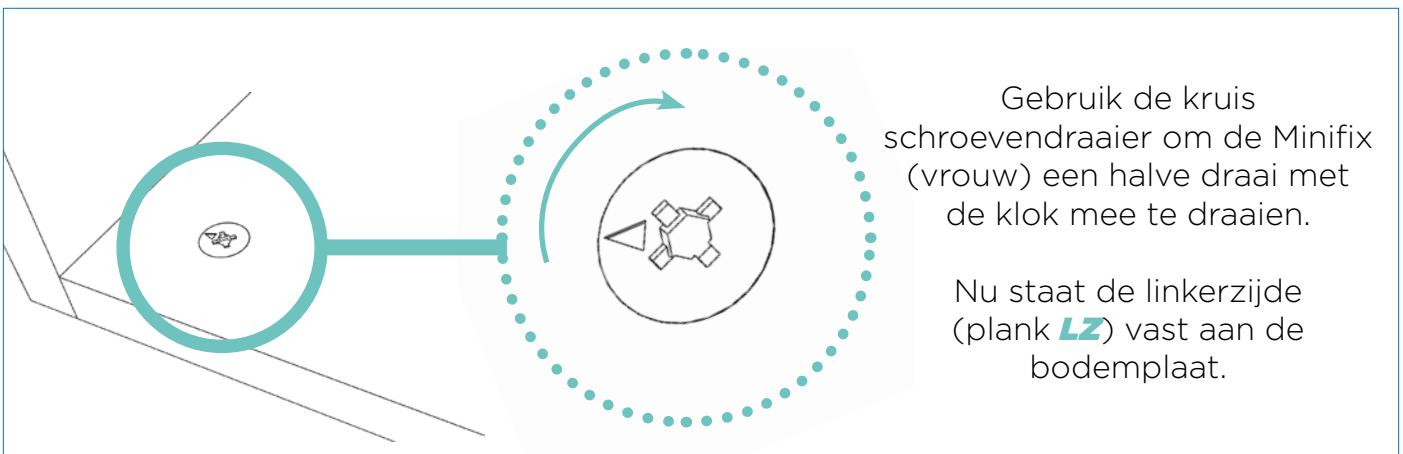 Gebruik de kruis
schroevendraaier om de Minifix
(vrouw) een halve draai met
de klok mee te draaien.
Nu staat de linkerzijde
(plank LZ) vast aan de
bodemplaat.